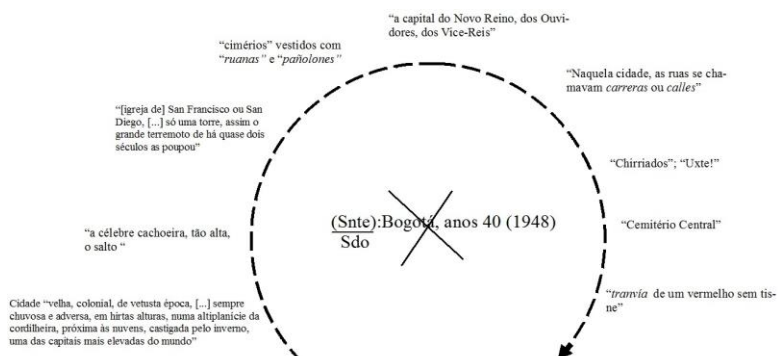 “a capital do Novo Reino, dos Ouvi-
dores, dos Vice-Reis”
“cimérios” vestidos com
“ruanas” e “pañolones”
“Naquela cidade, as ruas se cha-
mavam carreras ou calles”
“[igreja de] San Francisco ou San
Diego, [...] só uma torre, assim o
grande terremoto de há quase dois
séculos as poupou”
“Chirriados”; “Uxte!”
(Snte):Bogotá, anos 40 (1948)
Sdo
“Cemitério Central”
“a célebre cachoeira, tão alta,
o salto “
“tranvía de um vermelho sem tis-
ne”
Cidade “velha, colonial, de vetusta época, [...] sempre
chuvosa e adversa, em hirtas alturas, numa altiplanície da
cordilheira, próxima às nuvens, castigada pelo inverno,
uma das capitais mais elevadas do mundo”